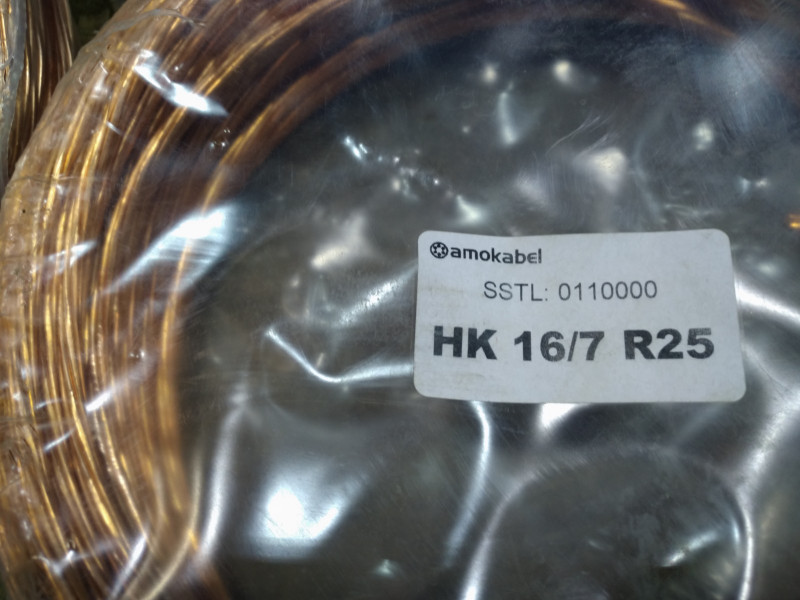 amokabel
SSTL: 0110000
HK 16/7 R25